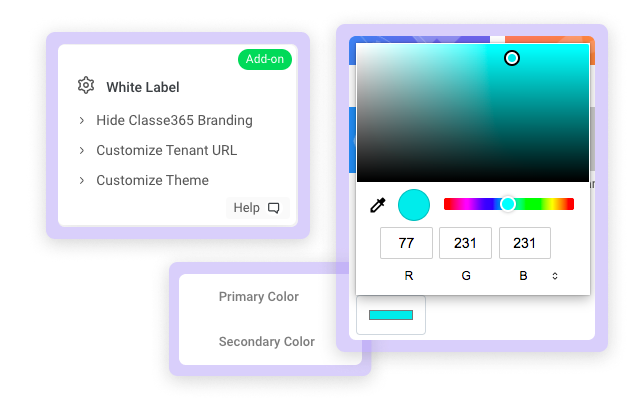 Add-on
White Label
Hide Classe365 Branding
Customize Tenant URL
Customize Theme
Help
77 231 231
R G B
Primary Color
Secondary Color